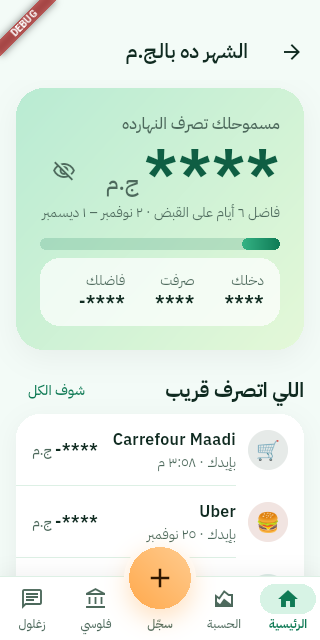 DEBUG
الشهر ده بالج.م
مسموحلك تصرف النهارده
**** ج.م
فاضل ٦ أيام على القبض · ٢ نوفمبر – ١ ديسمبر
دخلك صرفت فاضلك
**** **** ****-
اللي اتصرف قريب شوف الكل
Carrefour Maadi ****- ج.م
بإيدك · ٣:٥٨ م
Uber ****- ج.م
بإيدك · ٢٥ نوفمبر
الرئيسية الحسبة سجّل فلوسي زغلول